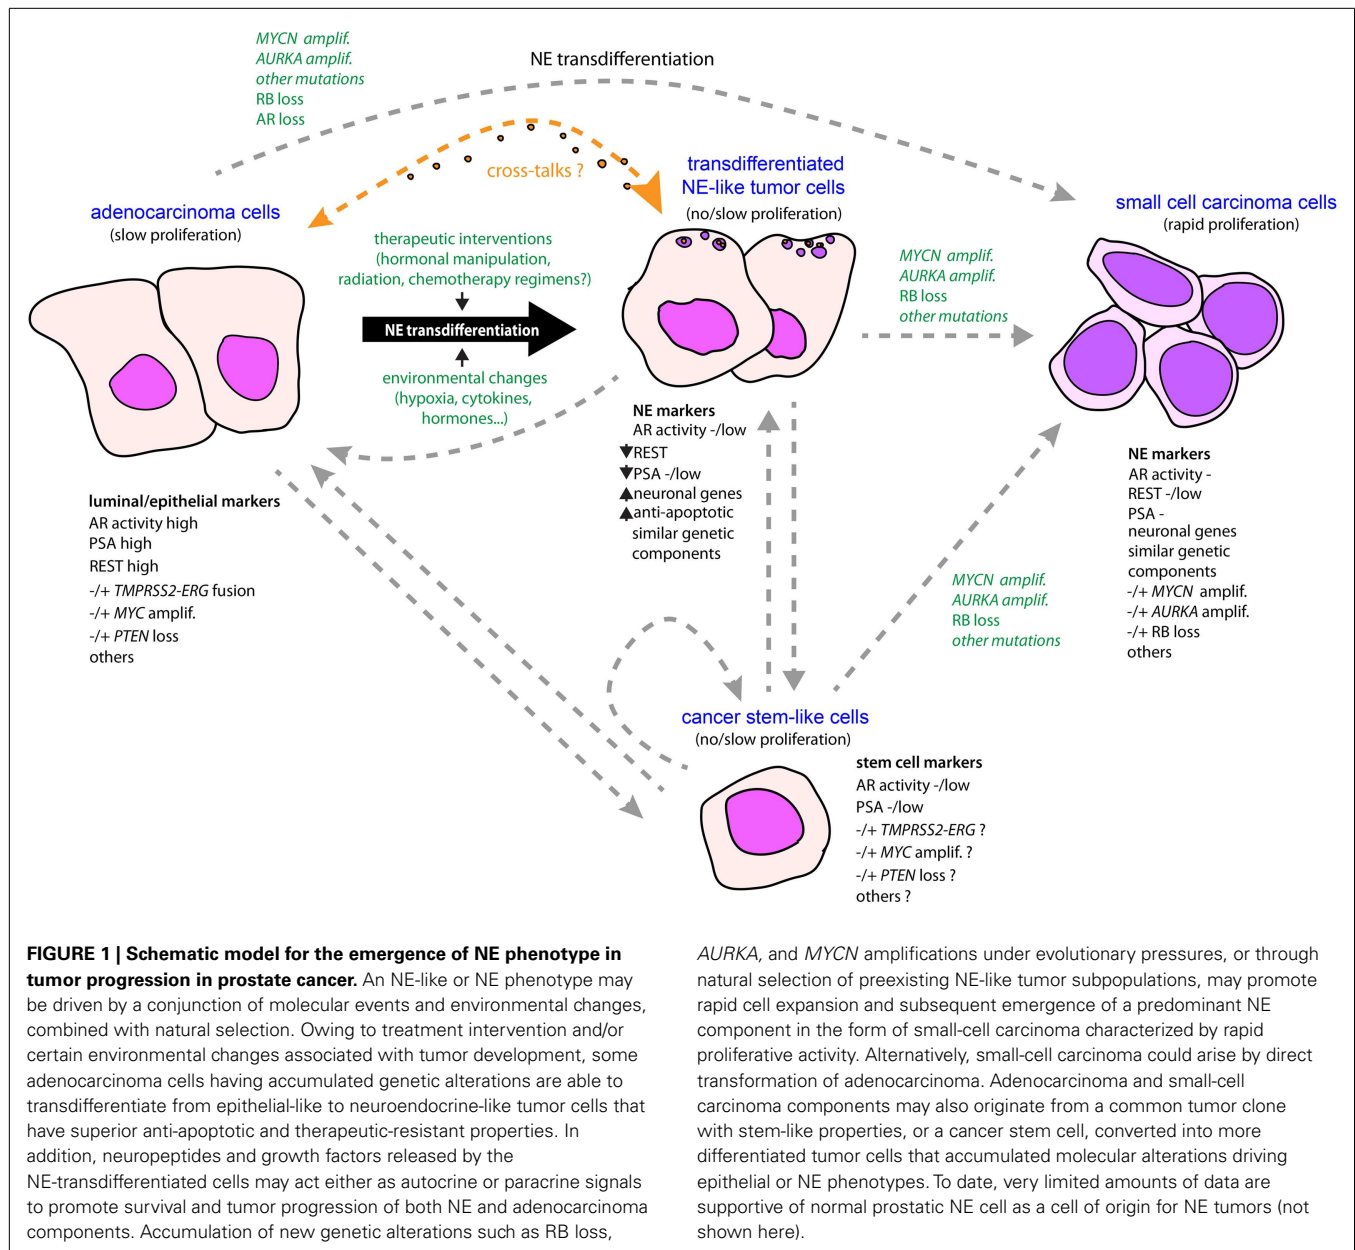 MYCN amplif.
AURKA amplif.
other mutations
RB loss
AR loss
NE transdifferentiation
cross-talks ?
adenocarcinoma cells
(slow proliferation)
transdifferentiated
NE-like tumor cells
(no/slow proliferation)
small cell carcinoma cells
(rapid proliferation)
therapeutic interventions
(hormonal manipulation,
radiation, chemotherapy regimens?)
NE transdifferentiation
environmental changes
(hypoxia, cytokines,
hormones...)
MYCN amplif.
AURKA amplif.
RB loss
other mutations
luminal/epithelial markers
AR activity high
PSA high
REST high
-/+ TMPRSS2-ERG fusion
-/+ MYC amplif.
-/+ PTEN loss
others
NE markers
AR activity -/low
REST
PSA -/low
neuronal genes
anti-apoptotic
similar genetic
components
NE markers
AR activity -
REST -/low
PSA -
neuronal genes
similar genetic
components
-/+ MYCN amplif.
-/+ AURKA amplif.
-/+ RB loss
others
MYCN amplif.
AURKA amplif.
RB loss
other mutations
cancer stem-like cells
(no/slow proliferation)
stem cell markers
AR activity -/low
PSA -/low
-/+ TMPRSS2-ERG ?
-/+ MYC amplif. ?
-/+ PTEN loss ?
others ?
FIGURE 1 | Schematic model for the emergence of NE phenotype in
tumor progression in prostate cancer. An NE-like or NE phenotype may
be driven by a conjunction of molecular events and environmental changes,
combined with natural selection. Owing to treatment intervention and/or
certain environmental changes associated with tumor development, some
adenocarcinoma cells having accumulated genetic alterations are able to
transdifferentiate from epithelial-like to neuroendocrine-like tumor cells that
have superior anti-apoptotic and therapeutic-resistant properties. In
addition, neuropeptides and growth factors released by the
NE-transdifferentiated cells may act either as autocrine or paracrine signals
to promote survival and tumor progression of both NE and adenocarcinoma
components. Accumulation of new genetic alterations such as RB loss,
AURKA, and MYCN amplifications under evolutionary pressures, or through
natural selection of preexisting NE-like tumor subpopulations, may promote
rapid cell expansion and subsequent emergence of a predominant NE
component in the form of small-cell carcinoma characterized by rapid
proliferative activity. Alternatively, small-cell carcinoma could arise by direct
transformation of adenocarcinoma. Adenocarcinoma and small-cell
carcinoma components may also originate from a common tumor clone
with stem-like properties, or a cancer stem cell, converted into more
differentiated tumor cells that accumulated molecular alterations driving
epithelial or NE phenotypes. To date, very limited amounts of data are
supportive of normal prostatic NE cell as a cell of origin for NE tumors (not
shown here).